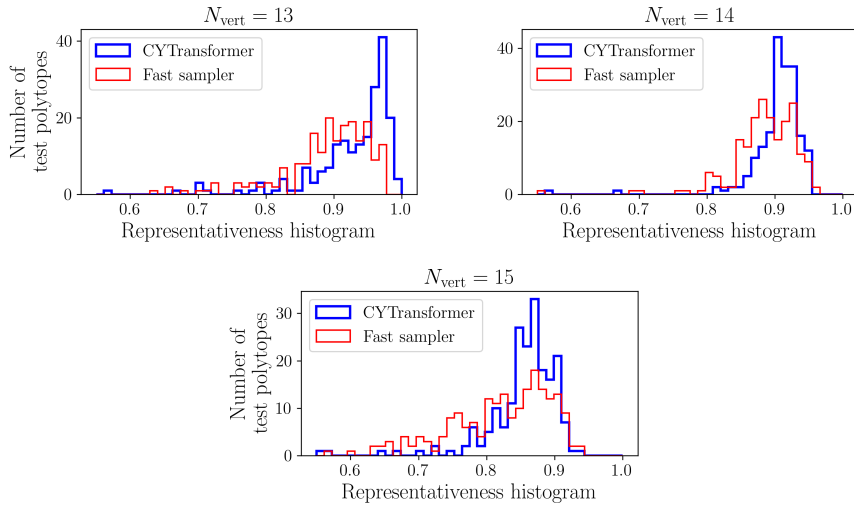 N_vert = 13
CYTransformer
Fast sampler
Number of
test polytopes
40
20
0
0.6 0.7 0.8 0.9 1.0
Representativeness histogram
N_vert = 14
CYTransformer
Fast sampler
40
20
0
0.6 0.7 0.8 0.9 1.0
Representativeness histogram
N_vert = 15
CYTransformer
Fast sampler
Number of
test polytopes
30
20
10
0
0.6 0.7 0.8 0.9 1.0
Representativeness histogram